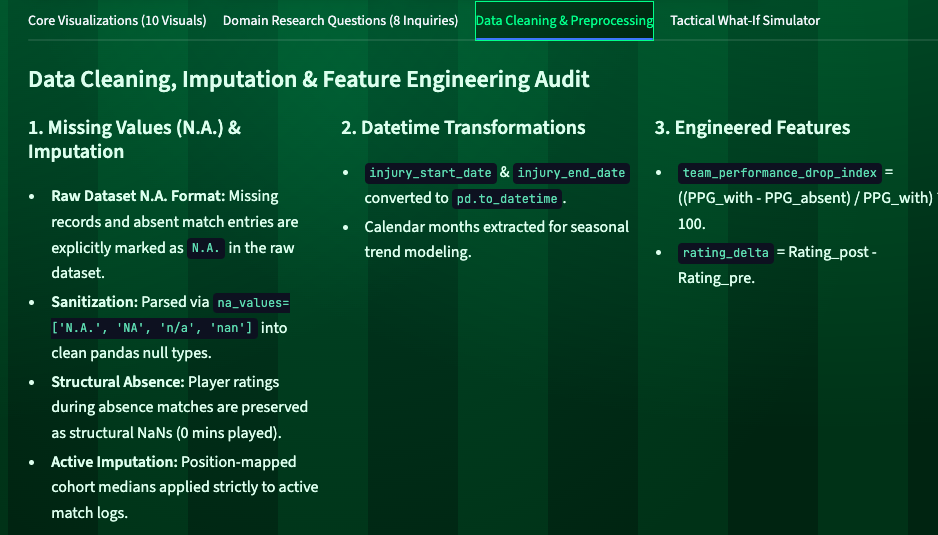 Core Visualizations (10 Visuals) Domain Research Questions (8 Inquiries) Data Cleaning & Preprocessing Tactical What-If Simulator
Data Cleaning, Imputation & Feature Engineering Audit
1. Missing Values (N.A.) &
Imputation
• Raw Dataset N.A. Format: Missing
records and absent match entries are
explicitly marked as N.A. in the raw
dataset.
• Sanitization: Parsed via na_values=
['N.A.', 'NA', 'n/a', 'nan'] into
clean pandas null types.
• Structural Absence: Player ratings
during absence matches are preserved
as structural NaNs (0 mins played).
• Active Imputation: Position-mapped
cohort medians applied strictly to active
match logs.
2. Datetime Transformations
• injury_start_date & injury_end_date
converted to pd.to_datetime.
• Calendar months extracted for seasonal
trend modeling.
3. Engineered Features
• team_performance_drop_index =
((PPG_with - PPG_absent) / PPG_with)
100.
• rating_delta = Rating_post -
Rating_pre.